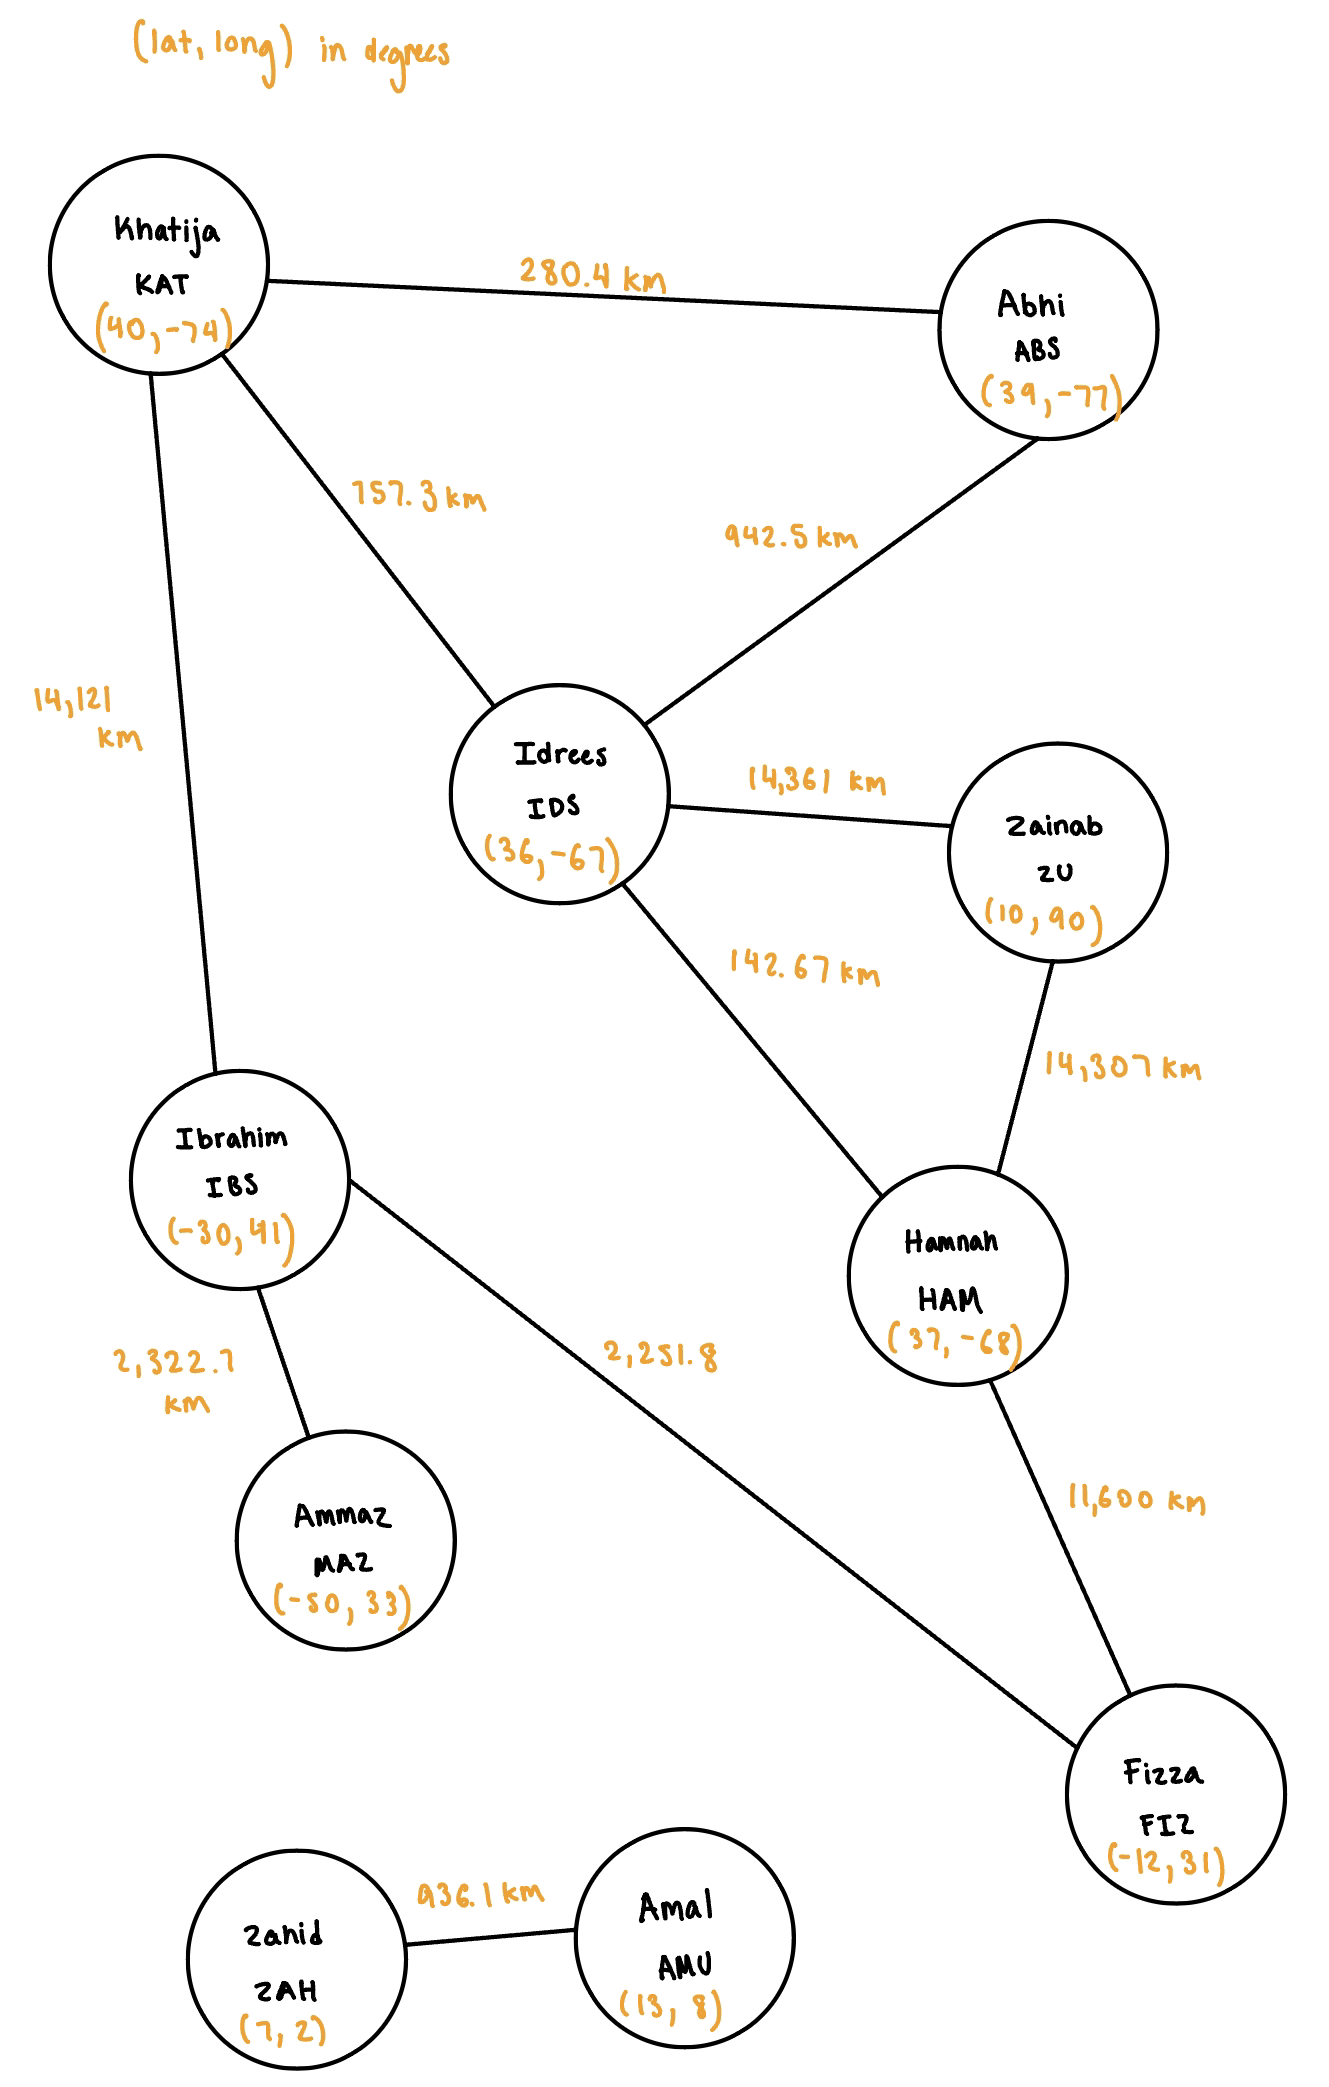 (lat, long) in degrees
Khatija
KAT
(40, -74)
280.4 km
Abhi
ABS
(39, -77)
757.3 km
942.5 km
14,121
km
Idrees
IDS
(36, -67)
14,361 km
Zainab
ZU
(10, 90)
142.67 km
14,307 km
Ibrahim
IBS
(-30, 41)
Hamnah
HAM
(37, -68)
2,322.7
km
2,251.8
11,600 km
Ammaz
MAZ
(-50, 33)
Fizza
FIZ
(-12, 31)
Zahid
ZAH
(7, 2)
936.1 km
Amal
AMU
(13, 8)